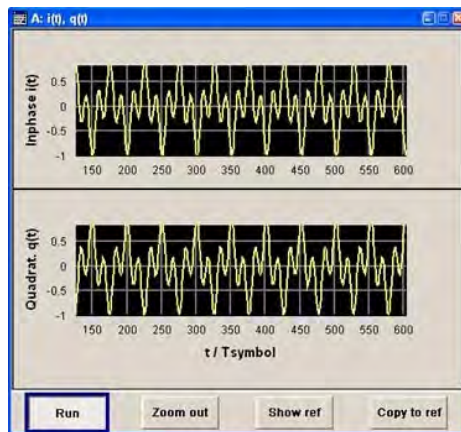 A: i(t), q(t)
Inphase i(t)
0.5
0
-0.5
-1
150 200 250 300 350 400 450 500 550 600
Quadrat. q(t)
0.5
0
-0.5
-1
150 200 250 300 350 400 450 500 550 600
t / Tsymbol
Run Zoom out Show ref Copy to ref